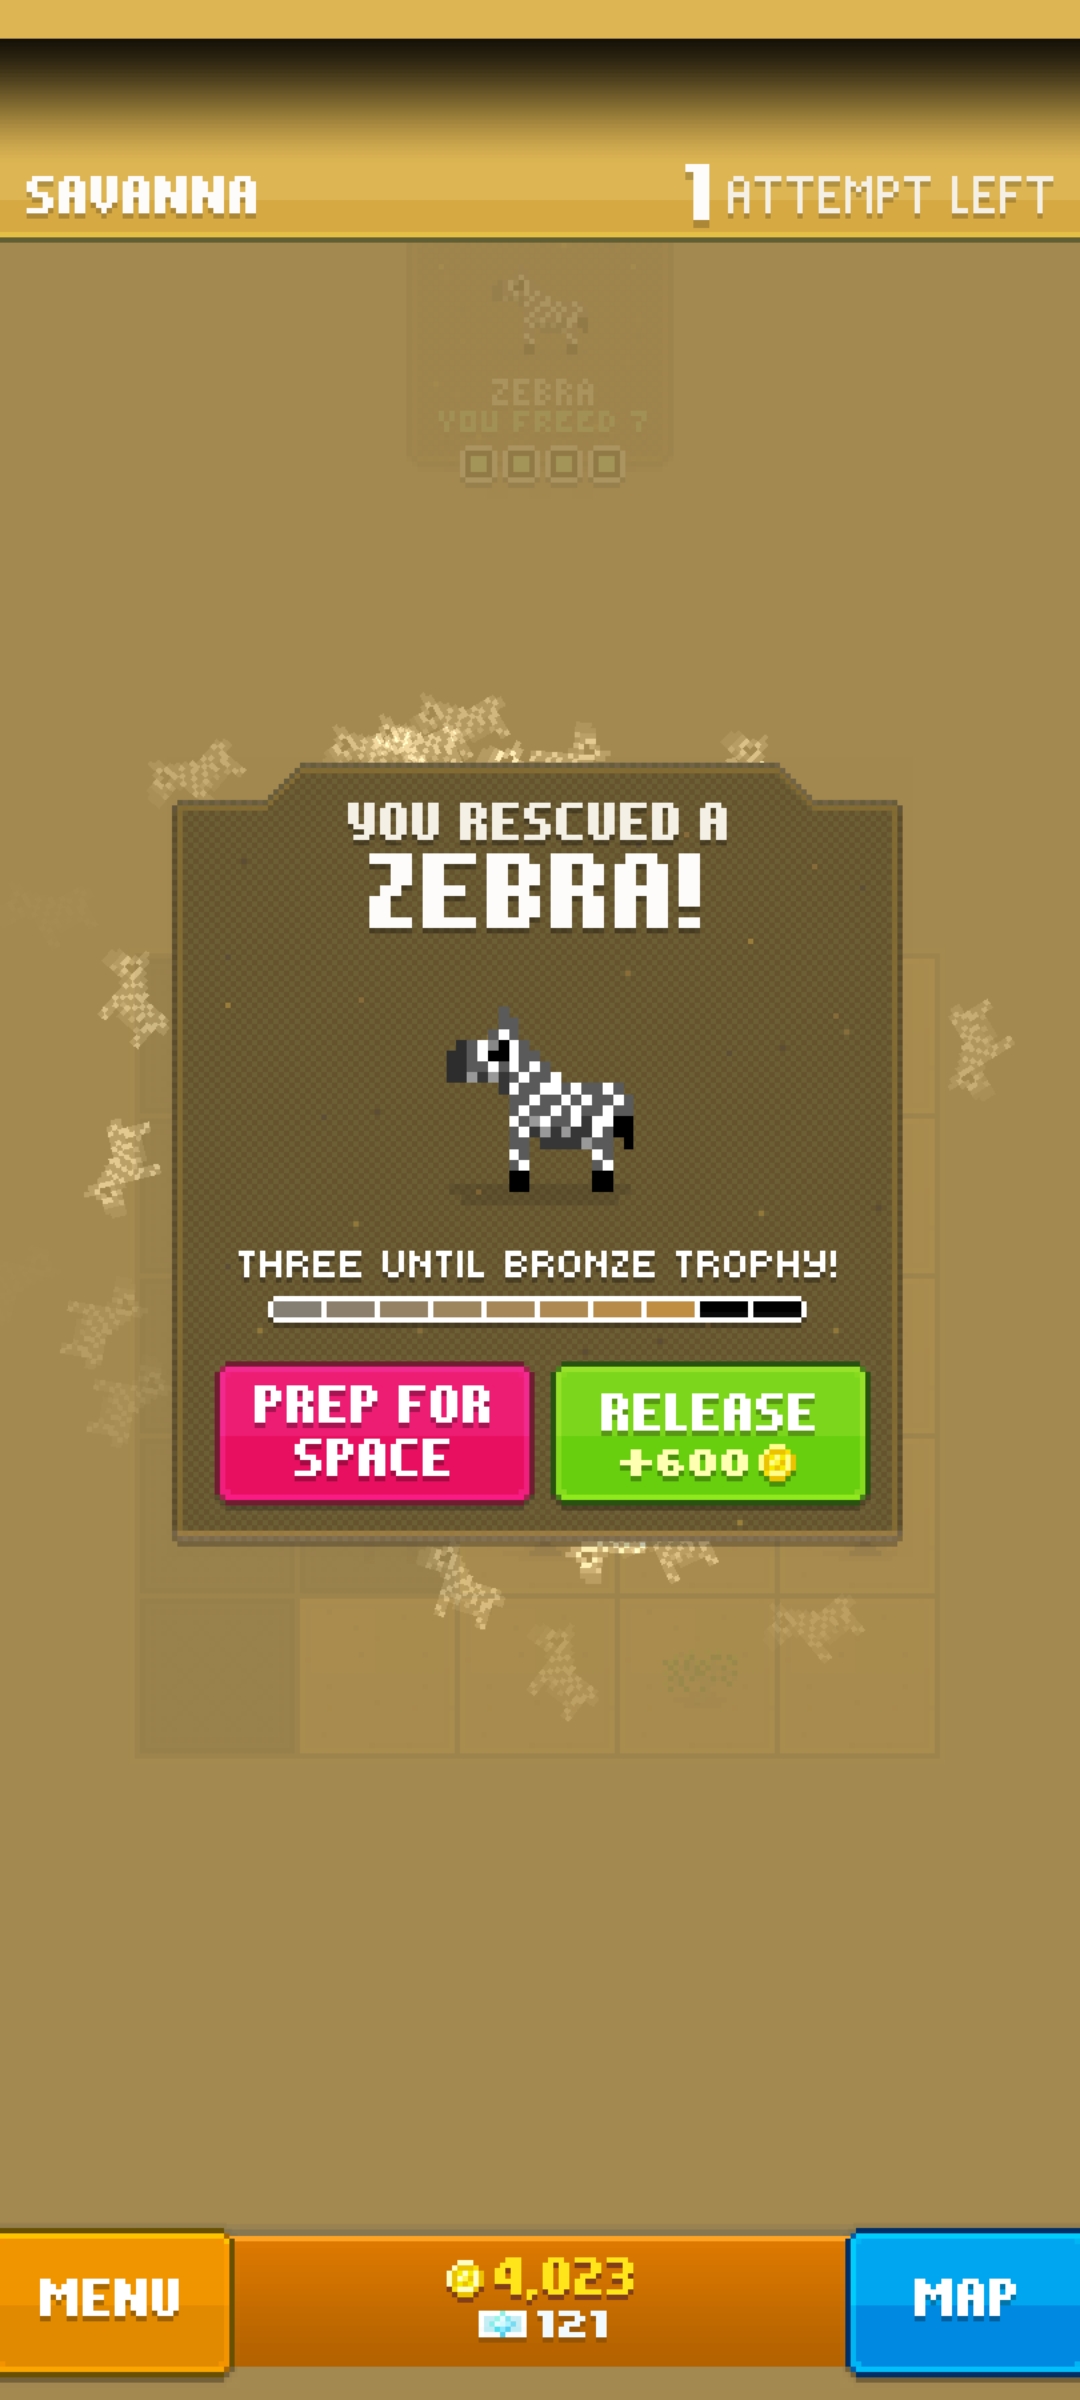 SAVANNA
1 ATTEMPT LEFT
ZEBRA
YOU FREED 7
YOU RESCUED A
ZEBRA!
THREE UNTIL BRONZE TROPHY!
PREP FOR
SPACE
RELEASE
+600
MENU
4,023
121
MAP